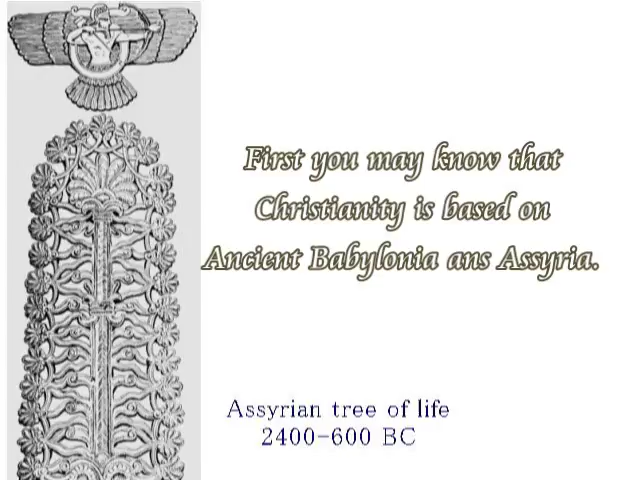 First you may know that
Christianity is based on
Ancient Babylonia ans Assyria.
Assyrian tree of life
2400-600 BC